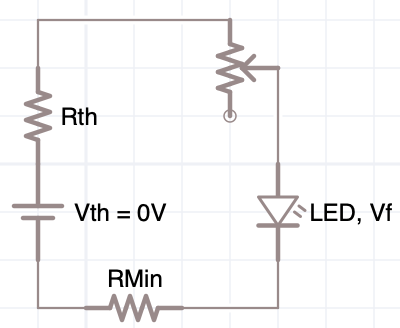 Rth
Vth = 0V
LED, Vf
RMin